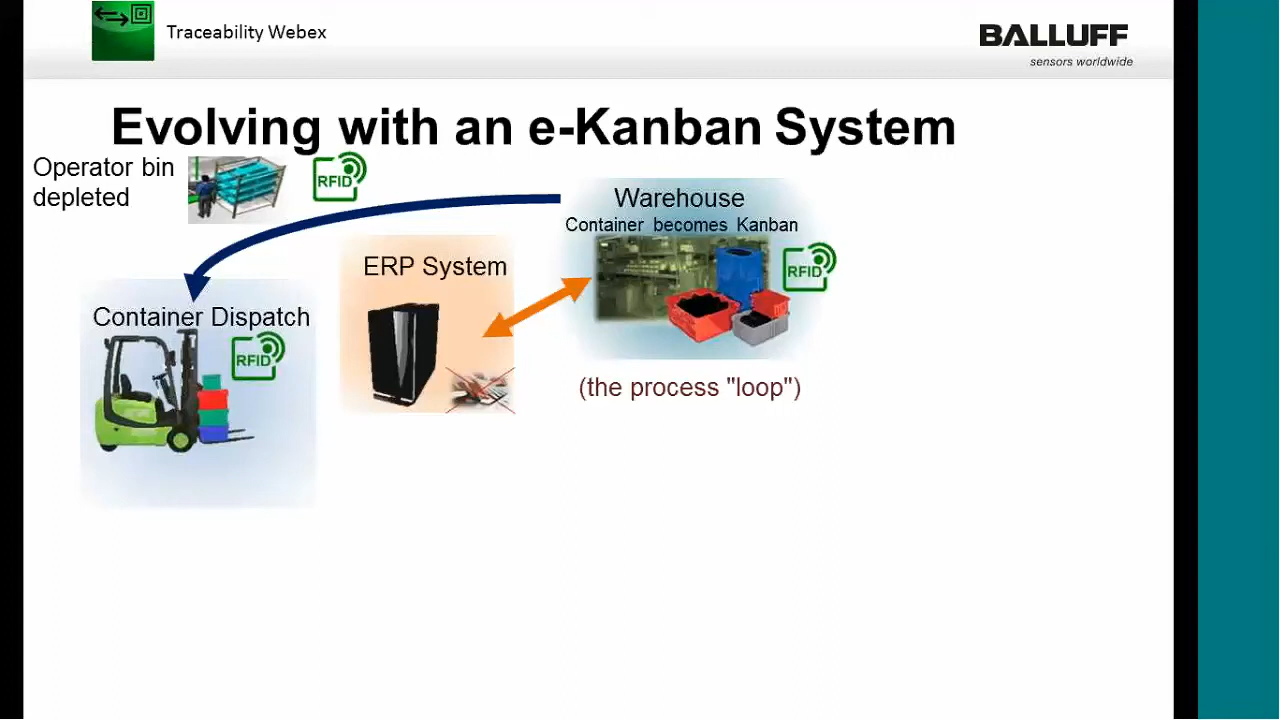 Traceability Webex
BALLUFF
sensors worldwide
Evolving with an e-Kanban System
Operator bin
depleted
RFID
Warehouse
Container becomes Kanban
RFID
ERP System
Container Dispatch
RFID
(the process "loop")